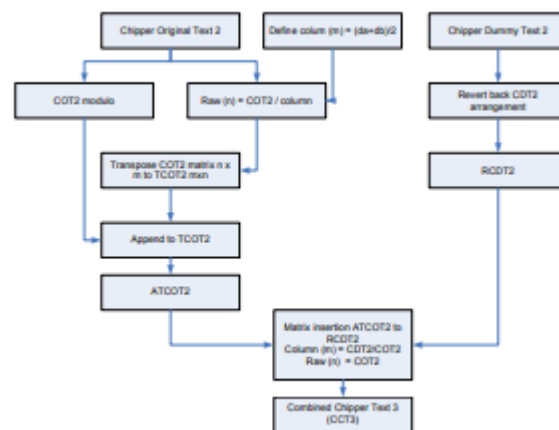 Chipper Original Text 2
Define colum (m) = (da+db)/2
Chipper Dummy Text 2
COT2 modulo
Raw (n) = COT2 / column
Revert back CDT2
arrangement
Transpose COT2 matrix n x
m to TCOT2 mxn
RCDT2
Append to TCOT2
ATCOT2
Matrix insertion ATCOT2 to
RCDT2
Column (m) = CDT2/COT2
Raw (n) = COT2
Combined Chipper Text 3
(CCT3)